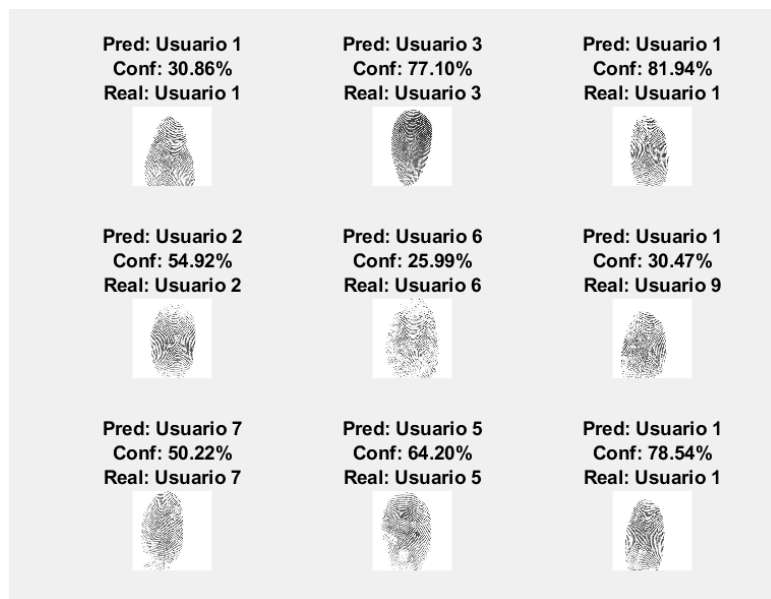 Pred: Usuario 1
Conf: 30.86%
Real: Usuario 1
Pred: Usuario 3
Conf: 77.10%
Real: Usuario 3
Pred: Usuario 1
Conf: 81.94%
Real: Usuario 1
Pred: Usuario 2
Conf: 54.92%
Real: Usuario 2
Pred: Usuario 6
Conf: 25.99%
Real: Usuario 6
Pred: Usuario 1
Conf: 30.47%
Real: Usuario 9
Pred: Usuario 7
Conf: 50.22%
Real: Usuario 7
Pred: Usuario 5
Conf: 64.20%
Real: Usuario 5
Pred: Usuario 1
Conf: 78.54%
Real: Usuario 1